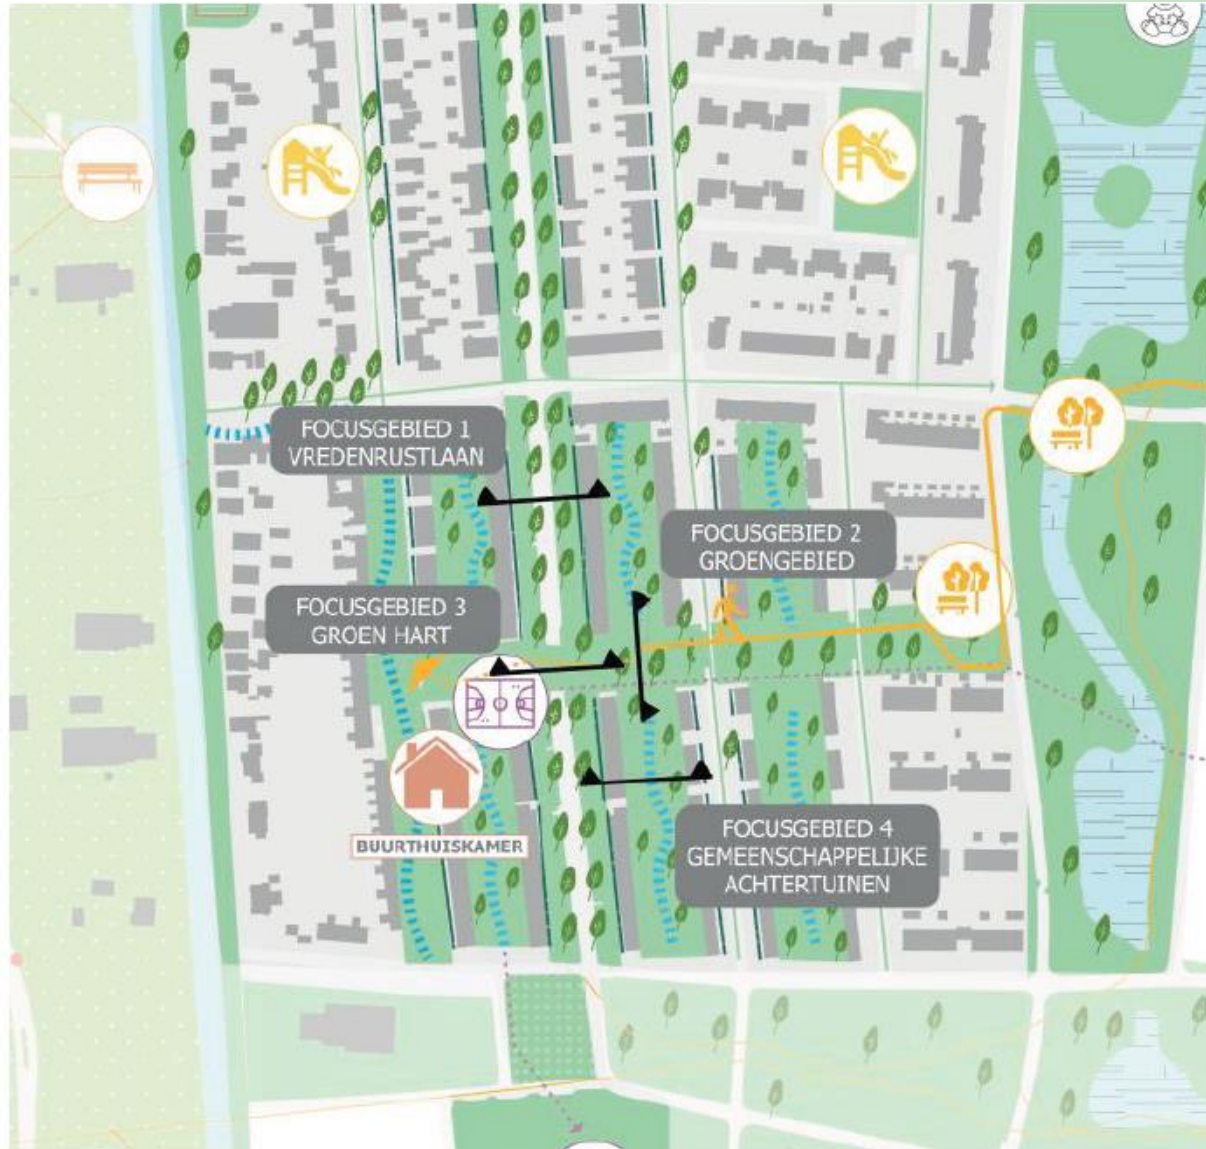 FOCUSGEBIED 1
VREDENRUSTLAAN
FOCUSGEBIED 2
GROENGEBIED
FOCUSGEBIED 3
GROEN HART
BUURTHUISKAMER
FOCUSGEBIED 4
GEMEENSCHAPPELIJKE
ACHTERTUINEN